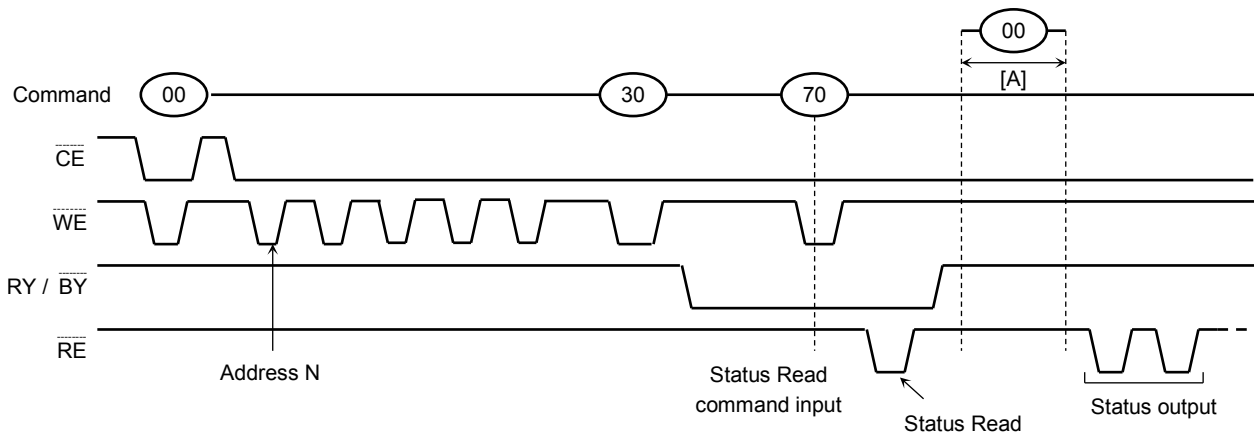 00
[A]
Command 00 30 70
CE
WE
RY / BY
RE
Address N
Status Read
command input
Status Read
Status output